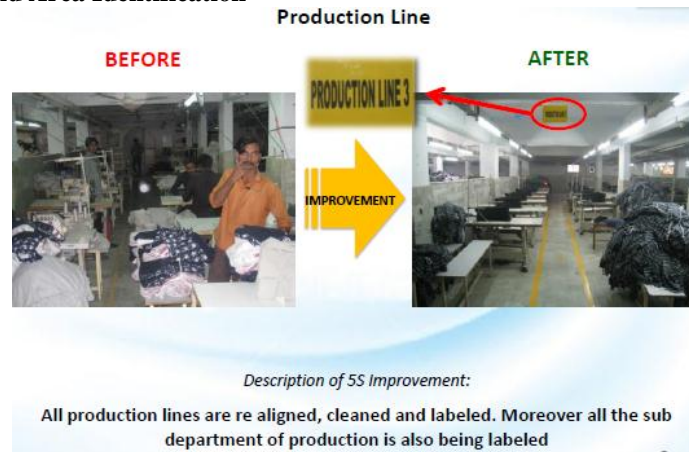 Production Line
BEFORE
AFTER
PRODUCTION LINE 3
IMPROVEMENT
Description of 5S Improvement:
All production lines are re aligned, cleaned and labeled. Moreover all the sub
department of production is also being labeled